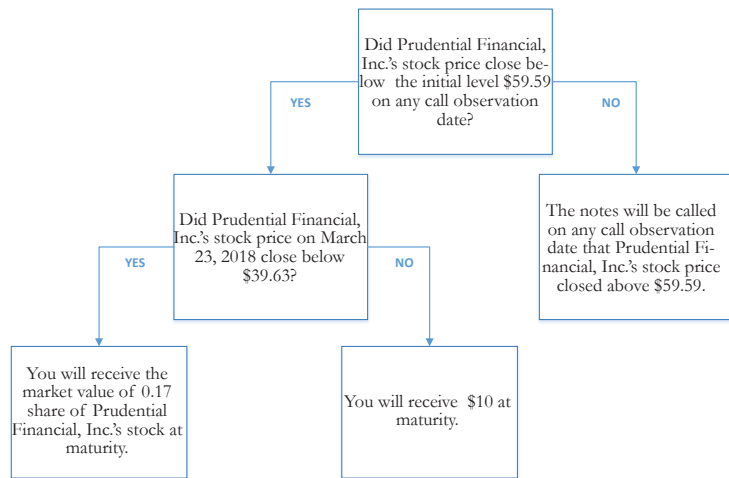 Did Prudential Financial,
Inc.'s stock price close be-
low the initial level $59.59
on any call observation
date?
YES
NO
Did Prudential Financial,
Inc.'s stock price on March
23, 2018 close below
$39.63?
The notes will be called
on any call observation
date that Prudential Fi-
nancial, Inc.'s stock price
closed above $59.59.
YES
NO
You will receive the
market value of 0.17
share of Prudential
Financial, Inc.'s stock at
maturity.
You will receive $10 at
maturity.